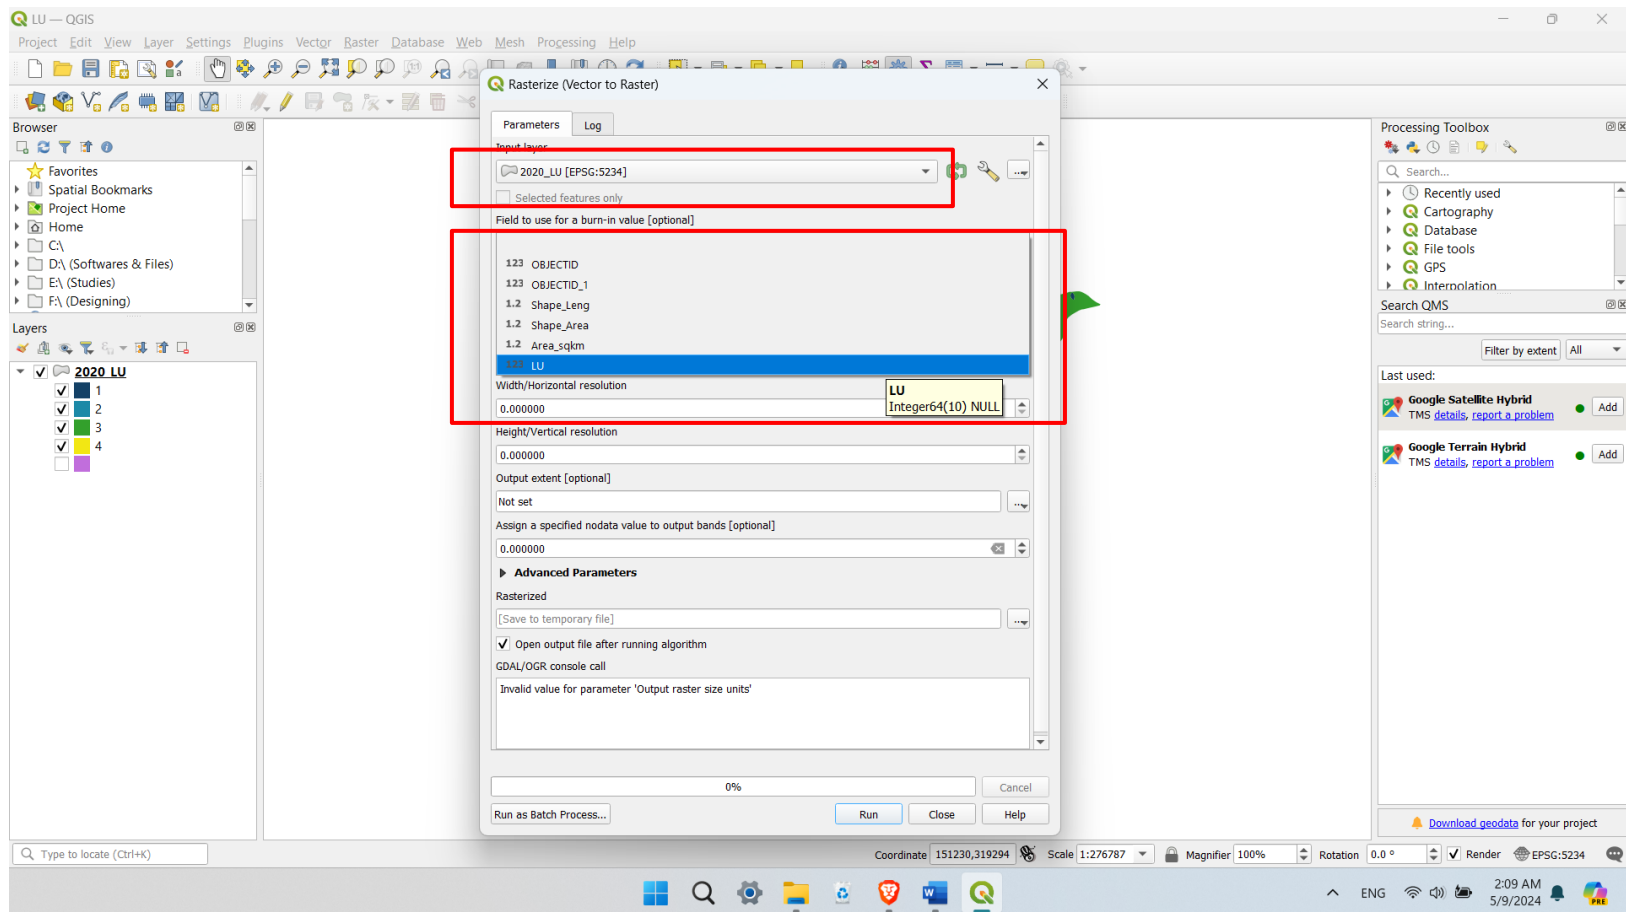 LU — QGIS
Project Edit View Layer Settings Plugins Vector Raster Database Web Mesh Processing Help
Rasterize (Vector to Raster)
Parameters Log
Input layer
2020_LU [EPSG:5234]
Selected features only
Field to use for a burn-in value [optional]
123 OBJECTID
123 OBJECTID_1
1.2 Shape_Leng
1.2 Shape_Area
1.2 Area_sqkm
123 LU
LU
Integer64(10) NULL
Width/Horizontal resolution
0.000000
Height/Vertical resolution
0.000000
Output extent [optional]
Not set
Assign a specified nodata value to output bands [optional]
0.000000
Advanced Parameters
Rasterized
[Save to temporary file]
Open output file after running algorithm
GDAL/OGR console call
Invalid value for parameter 'Output raster size units'
0%
Cancel
Run as Batch Process...
Run
Close
Help
Browser
Favorites
Spatial Bookmarks
Project Home
Home
C:\
D:\ (Softwares & Files)
E:\ (Studies)
F:\ (Designing)
Layers
2020_LU
1
2
3
4
Processing Toolbox
Search...
Recently used
Cartography
Database
File tools
GPS
Interpolation
Search QMS
Search string...
Filter by extent
All
Last used:
Google Satellite Hybrid
TMS details, report a problem
Add
Google Terrain Hybrid
TMS details, report a problem
Add
Download geodata for your project
Type to locate (Ctrl+K)
Coordinate 151230,319294
Scale 1:276787
Magnifier 100%
Rotation 0.0 °
Render
EPSG:5234
ENG
2:09 AM
5/9/2024
PRE